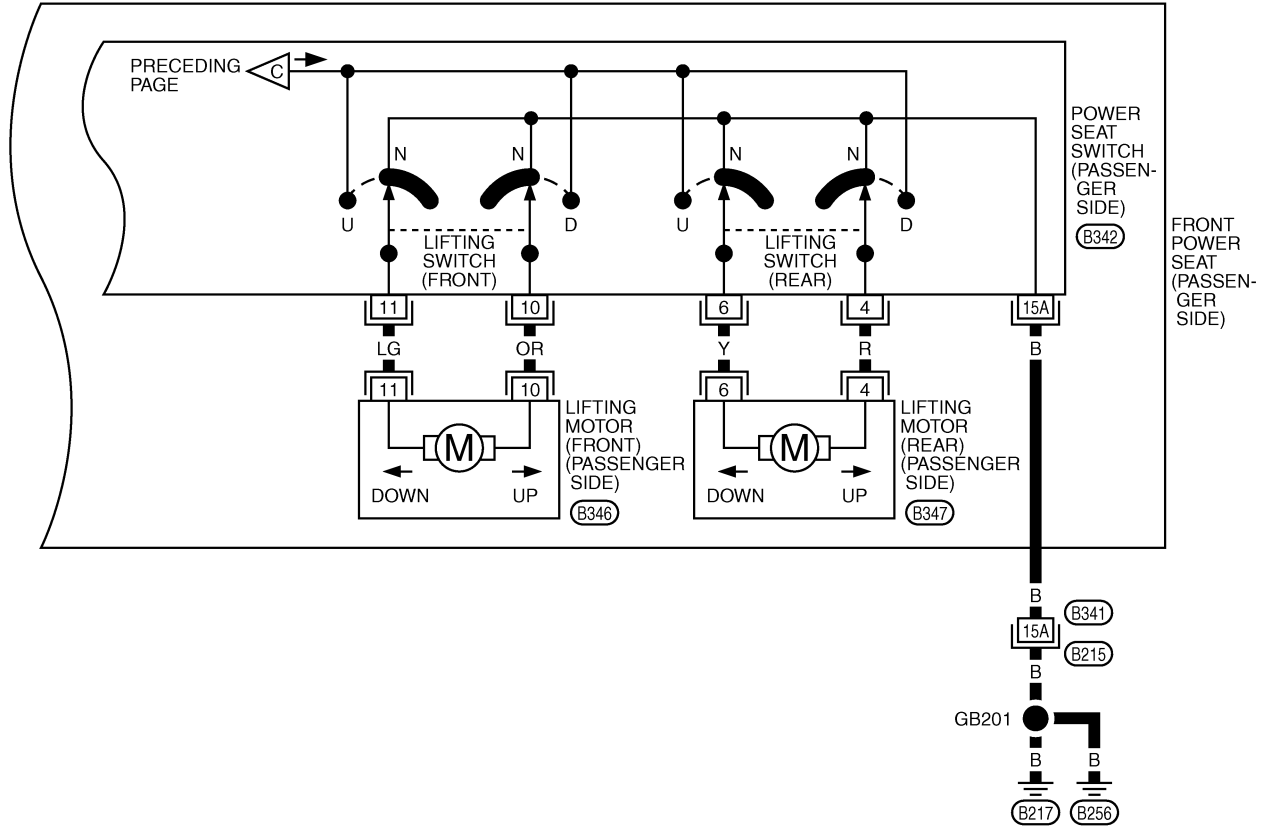 PRECEDING
PAGE
C
N
N
N
N
U
D
U
D
LIFTING
SWITCH
(FRONT)
LIFTING
SWITCH
(REAR)
POWER
SEAT
SWITCH
(PASSEN-
GER
SIDE)
B342
FRONT
POWER
SEAT
(PASSEN-
GER
SIDE)
11
10
6
4
15A
LG
OR
Y
R
B
11
10
6
4
M
DOWN
UP
LIFTING
MOTOR
(FRONT)
(PASSENGER
SIDE)
B346
M
DOWN
UP
LIFTING
MOTOR
(REAR)
(PASSENGER
SIDE)
B347
B
B341
15A
B215
B
GB201
B
B
B217
B256